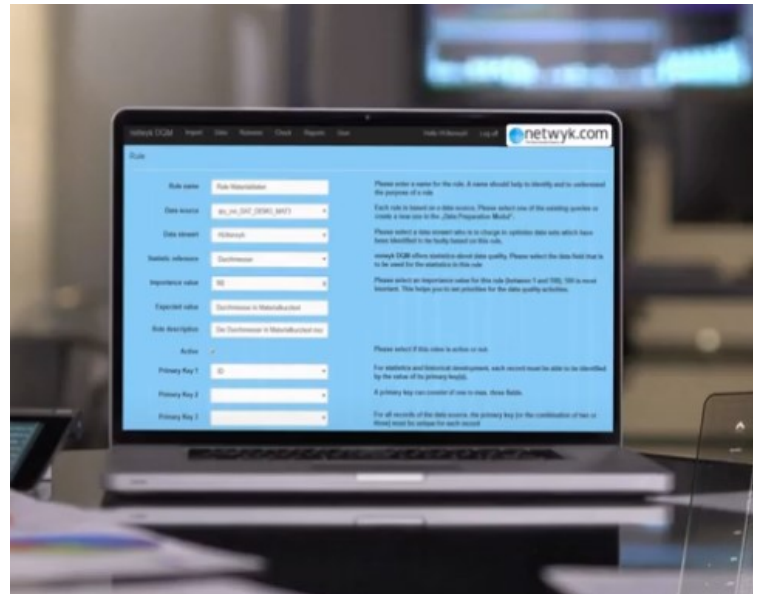 netwyk DQM Import Data Reports User
Hello HUllenwyk Log off
netwyk.com
Rule
Rule name
Please enter a name for the rule. A name should help to identify and to understand
the purpose of a rule.
Data source
Each rule is based on a data source. Please select one of the existing queries or
create a new one in the „Data Preparation Modul".
Data stewart
Please select a data stewart who is in charge to optimize data sets which have
been identified to be faulty based on this rule.
Statistic reference
Durchmesser
netwyk DQM offers statistics about data quality. Please select the data field that is
to be used for the statistics in this rule
Importance value
Please select an importance value for this rule (between 1 and 100), 100 is most
important. This helps you to set priorities for the data quality activities.
Expected value
Durchmesser in Materialkurztext
Rule description
Der Durchmesser in Materialkurztext
Active
Please select if this rule is active or not.
Primary Key 1
ID
For statistics and historical development, each record must be able to be identified
by the value of its primary key(s).
Primary Key 2
A primary key can consist of one to max. three fields.
Primary Key 3
For all records of the data source, the primary key (or the combination of two or
three) must be unique for each record